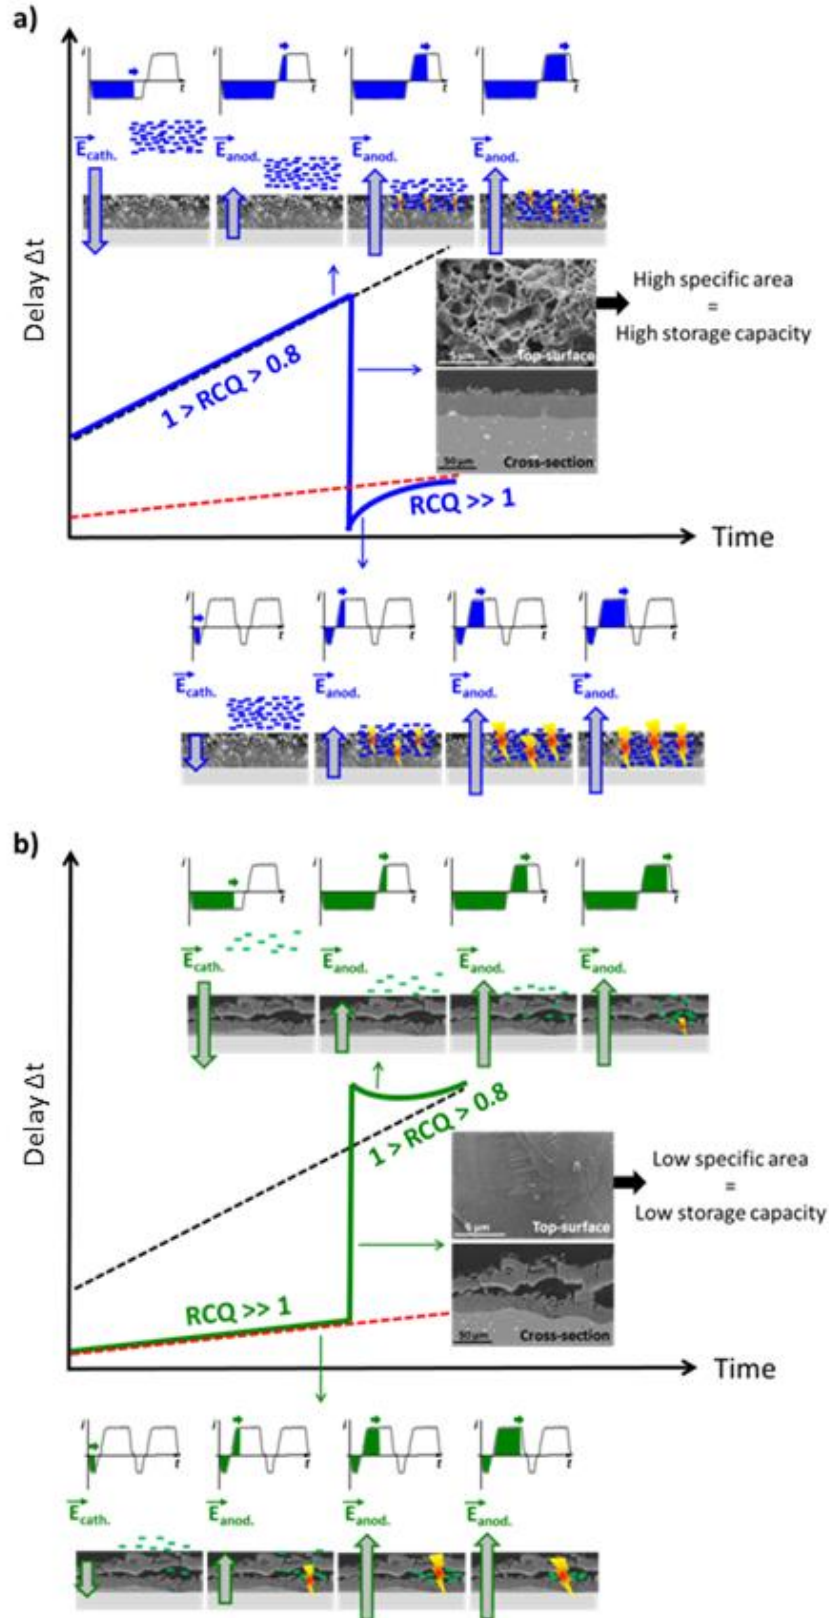 a)
i
t
i
t
i
t
i
t
E cath.
E anod.
E anod.
E anod.
Delay Δt
1 > RCQ > 0.8
5 µm
Top-surface
50 µm
Cross-section
High specific area
=
High storage capacity
RCQ >> 1
Time
i
t
i
t
i
t
i
t
E cath.
E anod.
E anod.
E anod.
b)
i
t
i
t
i
t
i
t
E cath.
E anod.
E anod.
E anod.
Delay Δt
1 > RCQ > 0.8
5 µm
Top-surface
50 µm
Cross-section
Low specific area
=
Low storage capacity
RCQ >> 1
Time
i
t
i
t
i
t
i
t
E cath.
E anod.
E anod.
E anod.